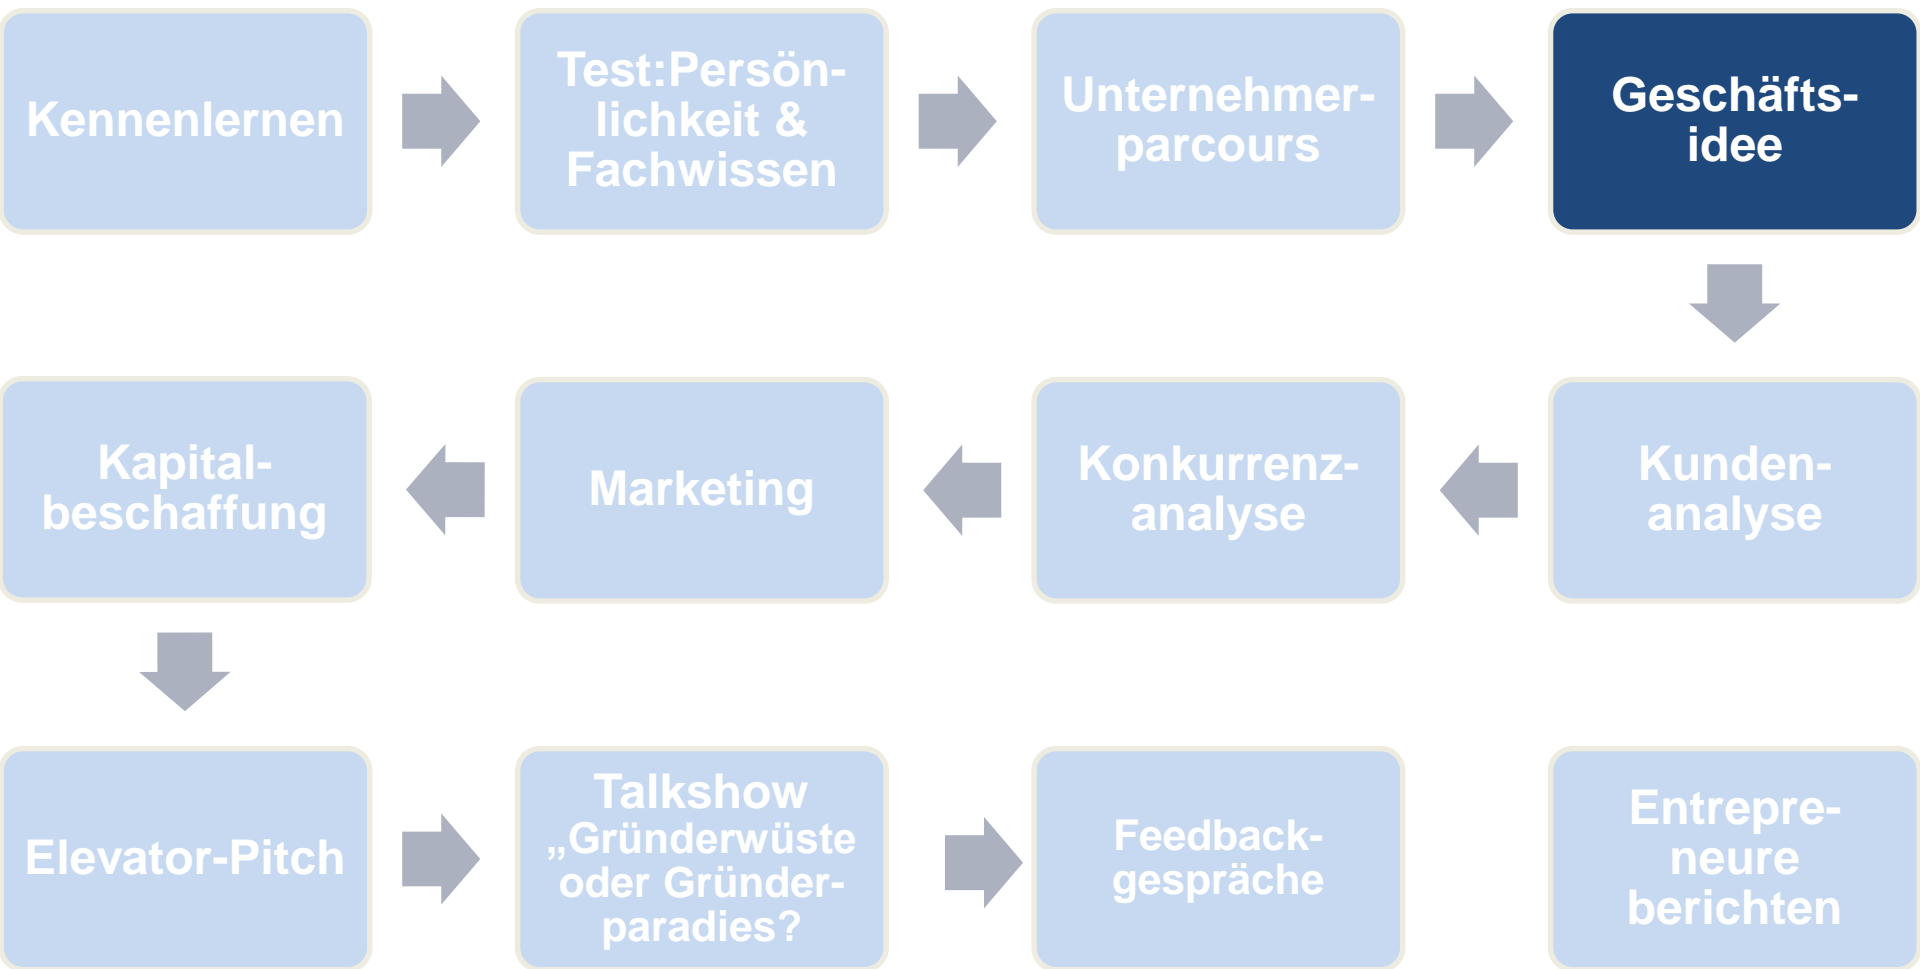 Kennenlernen
Test:Persön-
lichkeit &
Fachwissen
Unternehmer-
parcours
Geschäfts-
idee
Kapital-
beschaffung
Marketing
Konkurrenz-
analyse
Kunden-
analyse
Elevator-Pitch
Talkshow
„Gründerwüste
oder Gründer-
paradies?
Feedback-
gespräche
Entrepre-
neure
berichten